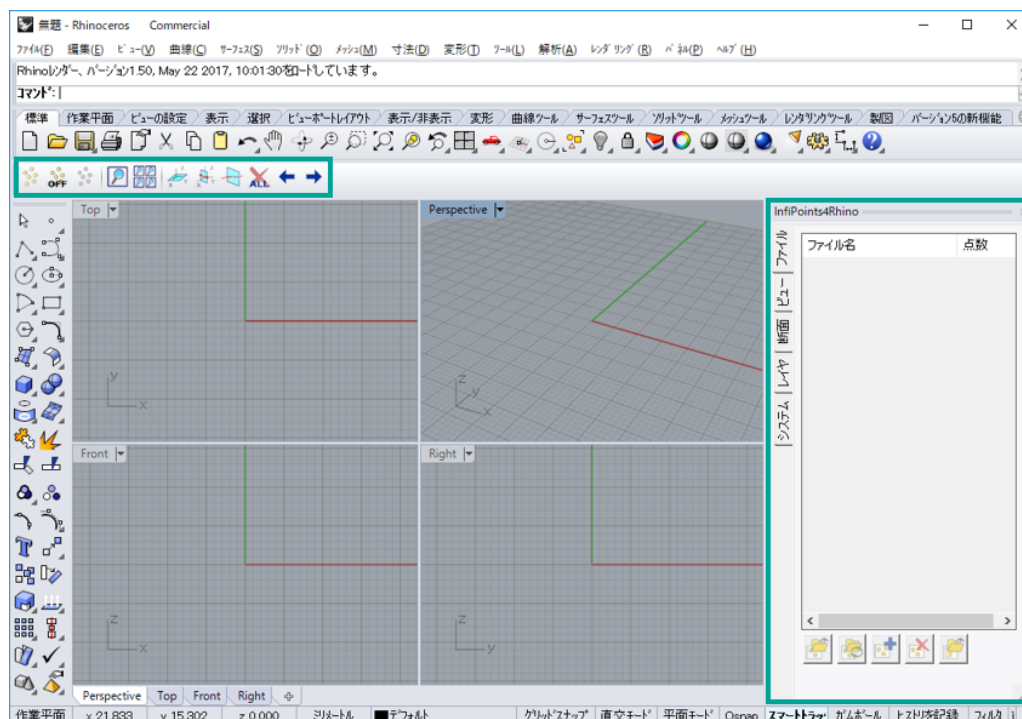 無題 - Rhinoceros Commercial
ファイル(F) 編集(E) ビュー(V) 曲線(C) サーフェス(S) ソリッド(O) メッシュ(M) 寸法(D) 変形(T) ツール(L) 解析(A) レンダリング(R) パネル(P) ヘルプ(H)
Rhinoレンダー、バージョン1.50, May 22 2017, 10:01:30をロードしています。
コマンド:
標準 作業平面 ビューの設定 表示 選択 ビューポートレイアウト 表示/非表示 変形 曲線ツール サーフェスツール ソリッドツール メッシュツール レンダリングツール 製図 バージョン5の新機能
OFF
ALL
Top
Perspective
InfiPoints4Rhino
ファイル名 点数
ファイル
ビュー
断面
レイヤ
システム
y
x
z
y
x
Front
Right
z
x
z
y
Perspective Top Front Right
作業平面 x 21.833 y 15.302 z 0.000 ミリメートル デフォルト グリッドスナップ 直交モード 平面モード Osnap スマートトラッ ガムボール ヒストリを記録 フィルタ